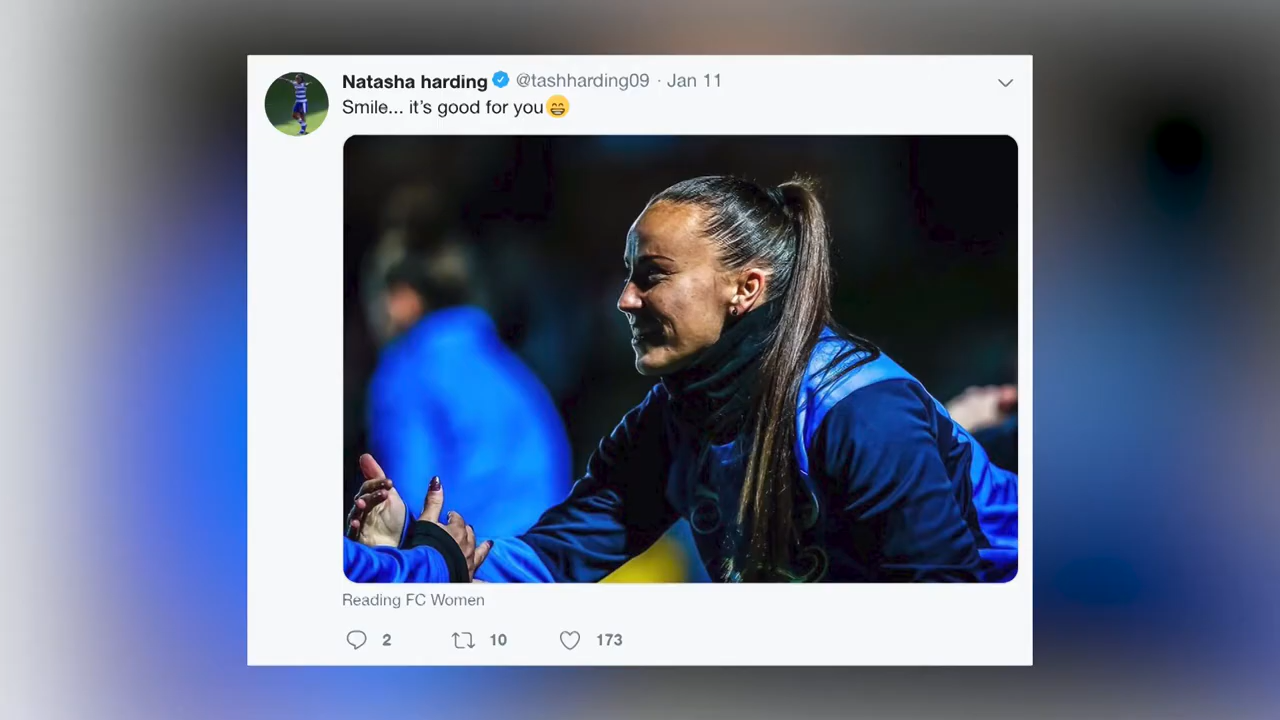 Natasha harding @tashharding09 · Jan 11
Smile... it's good for you😁
Reading FC Women
2 10 173